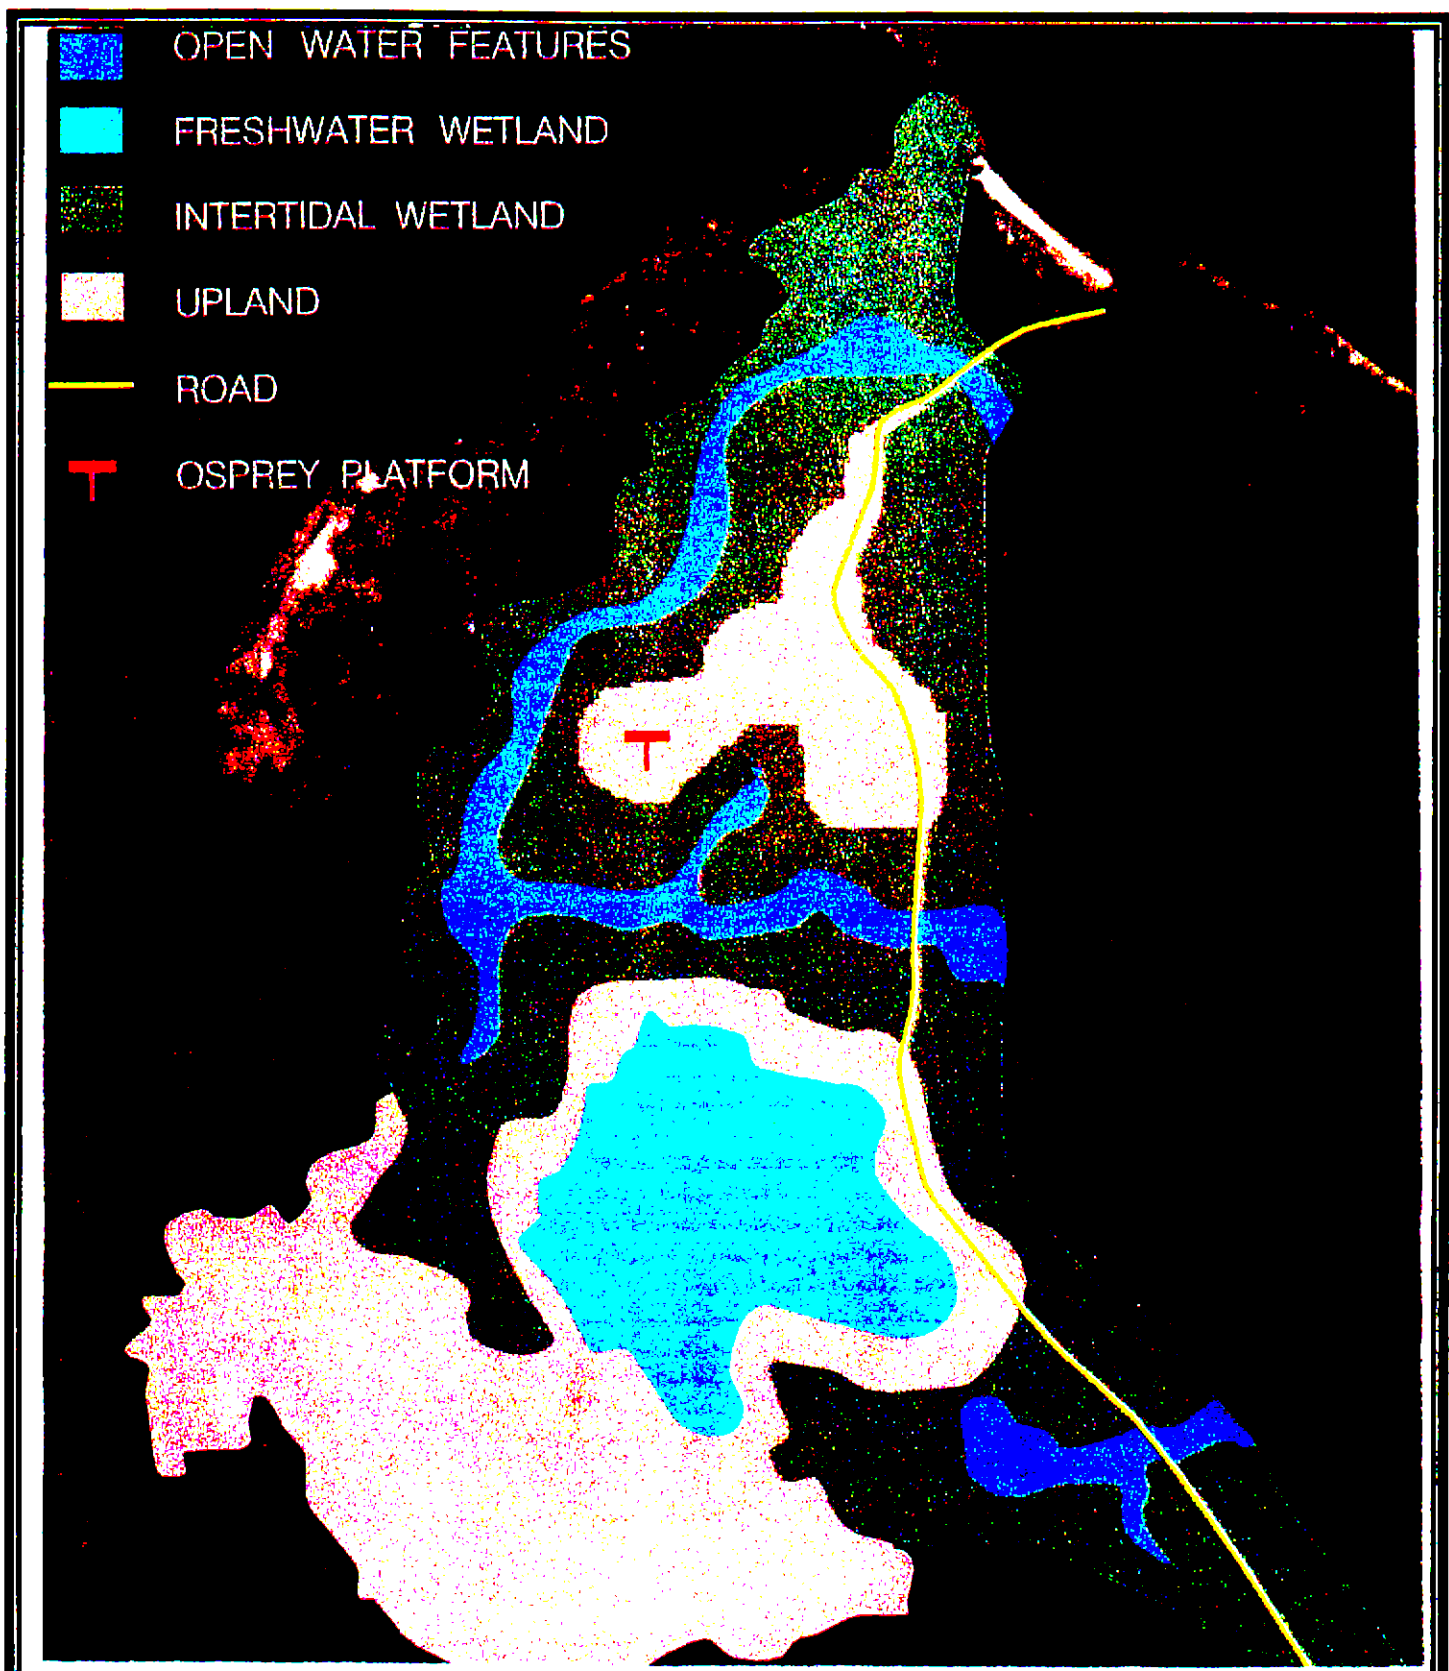 OPEN WATER FEATURES
FRESHWATER WETLAND
INTERTIDAL WETLAND
UPLAND
ROAD
OSPREY PLATFORM